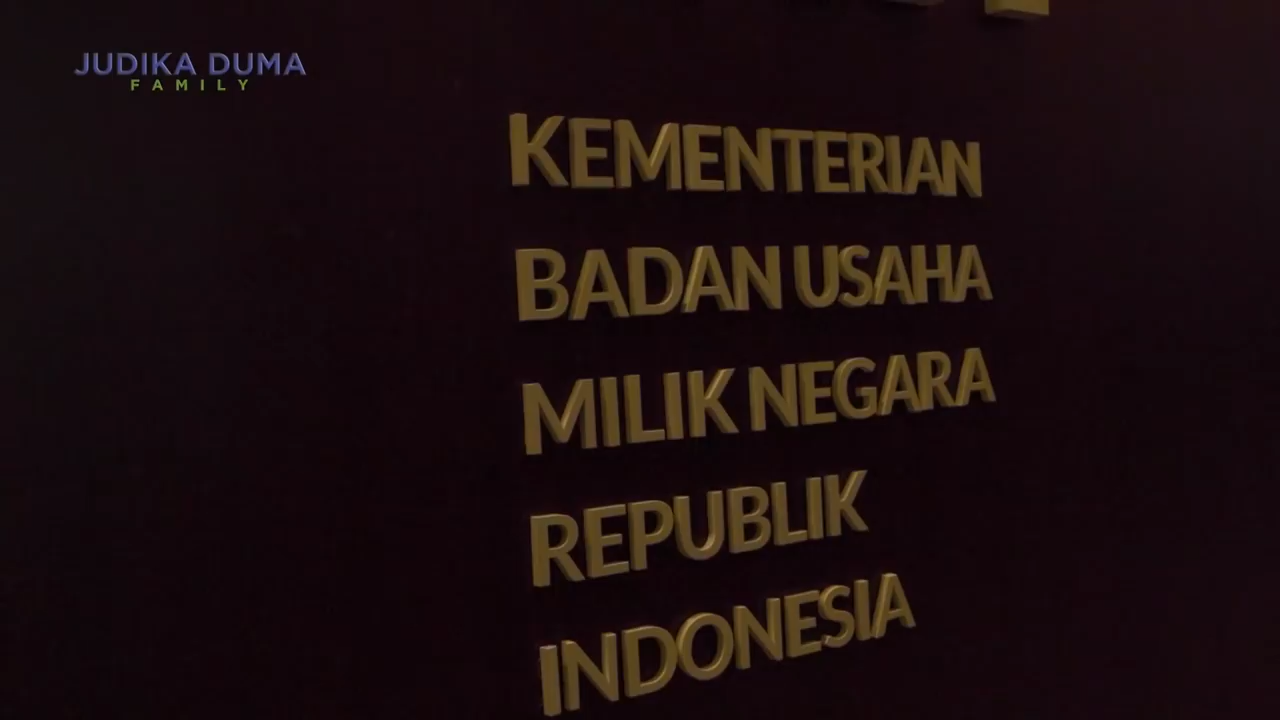 JUDIKA DUMA
FAMILY
KEMENTERIAN
BADAN USAHA
MILIK NEGARA
REPUBLIK
INDONESIA